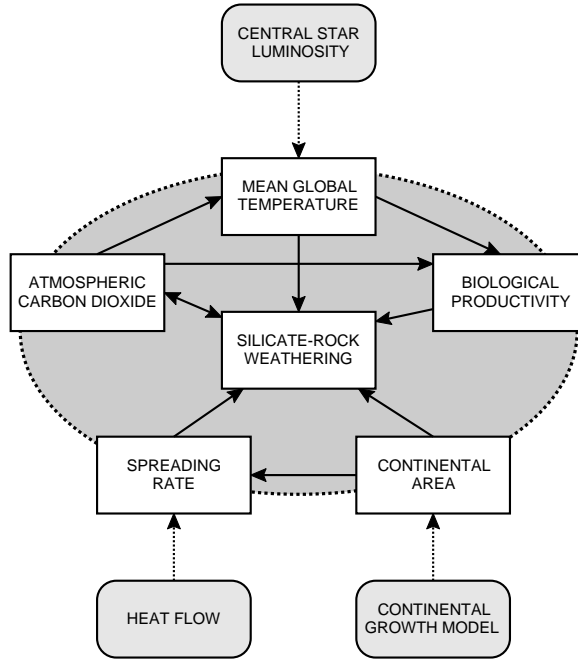 CENTRAL STAR
LUMINOSITY
MEAN GLOBAL
TEMPERATURE
ATMOSPHERIC
CARBON DIOXIDE
BIOLOGICAL
PRODUCTIVITY
SILICATE-ROCK
WEATHERING
SPREADING
RATE
CONTINENTAL
AREA
HEAT FLOW
CONTINENTAL
GROWTH MODEL